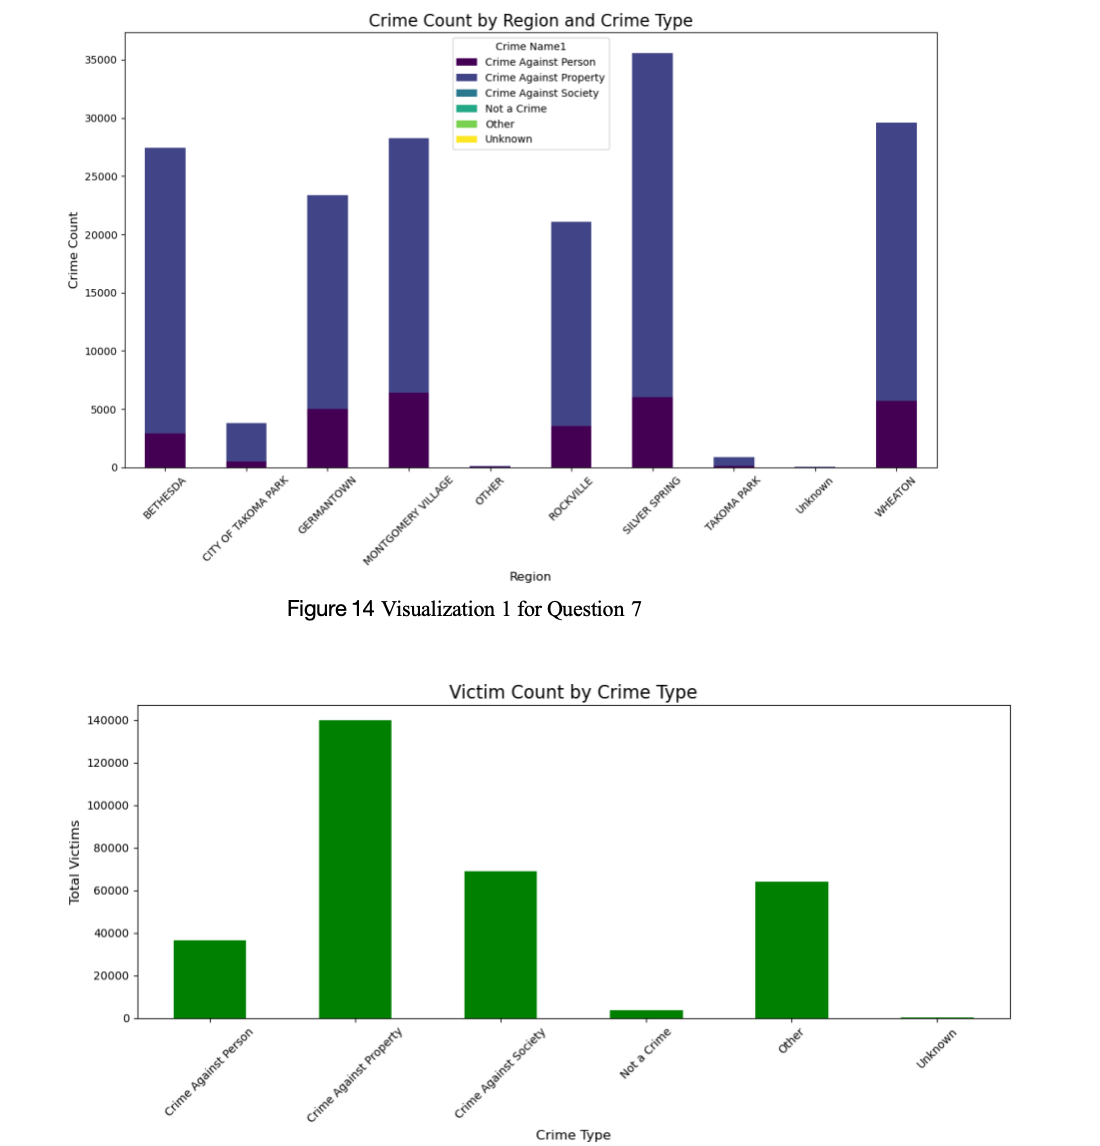 Crime Count by Region and Crime Type
Crime Name1
Crime Against Person
Crime Against Property
Crime Against Society
Not a Crime
Other
Unknown
35000
30000
25000
20000
15000
10000
5000
0
Crime Count
BETHESDA
CITY OF TAKOMA PARK
GERMANTOWN
MONTGOMERY VILLAGE
OTHER
ROCKVILLE
SILVER SPRING
TAKOMA PARK
Unknown
WHEATON
Region
Figure 14 Visualization 1 for Question 7
Victim Count by Crime Type
140000
120000
100000
80000
60000
40000
20000
0
Total Victims
Crime Against Person
Crime Against Property
Crime Against Society
Not a Crime
Other
Unknown
Crime Type